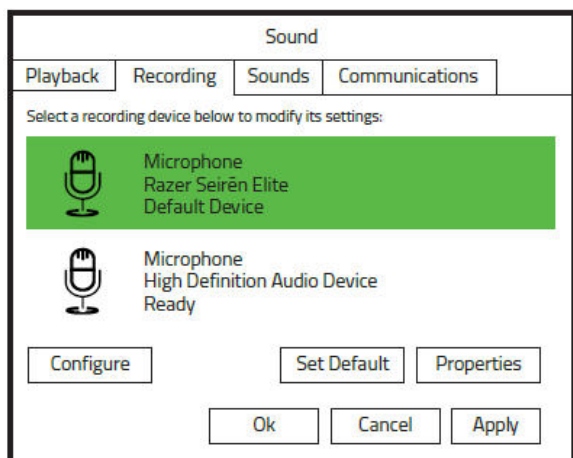 Sound
Playback Recording Sounds Communications
Select a recording device below to modify its settings:
Microphone
Razer Seirēn Elite
Default Device
Microphone
High Definition Audio Device
Ready
Configure Set Default Properties
Ok Cancel Apply